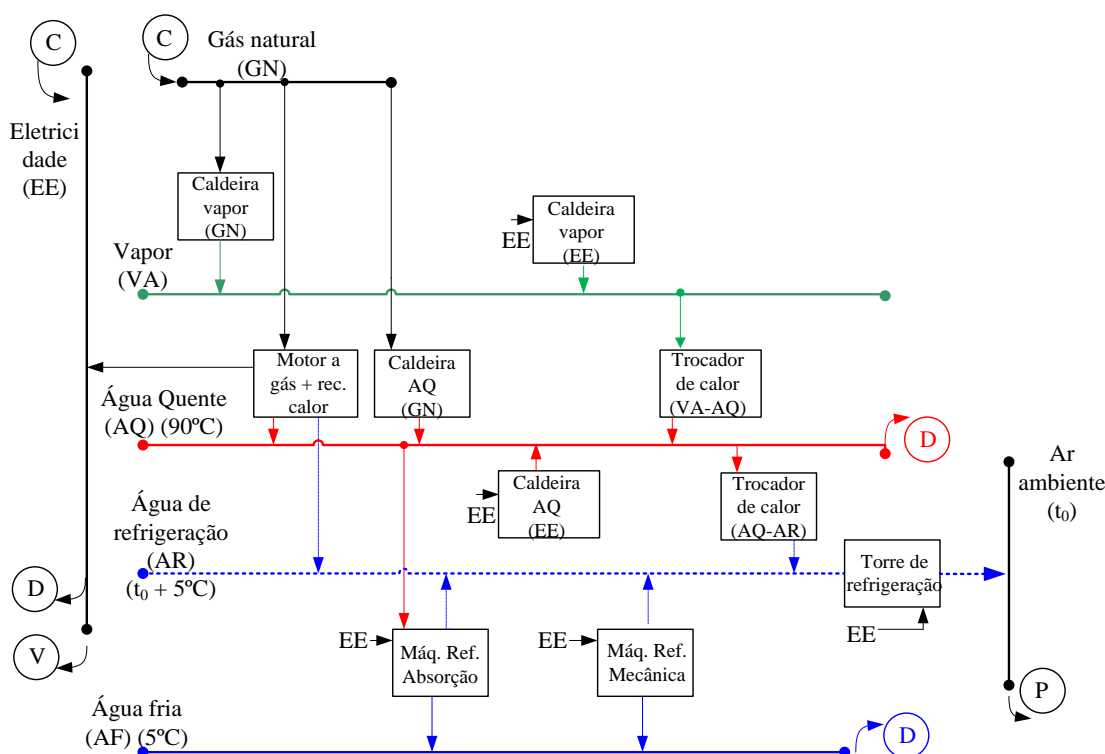 C
C
Gás natural
(GN)
Eletrici
dade
(EE)
Caldeira
vapor
(GN)
Caldeira
vapor
(EE)
EE
Vapor
(VA)
Motor a
gás + rec.
calor
Caldeira
AQ
(GN)
Trocador
de calor
(VA-AQ)
Água Quente
(AQ) (90ºC)
D
Caldeira
AQ
(EE)
EE
Trocador
de calor
(AQ-AR)
Ar
ambiente
(t0)
Água de
refrigeração
(AR)
(t0 + 5ºC)
Torre de
refrigeração
EE
D
V
EE
Máq. Ref.
Absorção
EE
Máq. Ref.
Mecânica
P
Água fria
(AF) (5ºC)
D